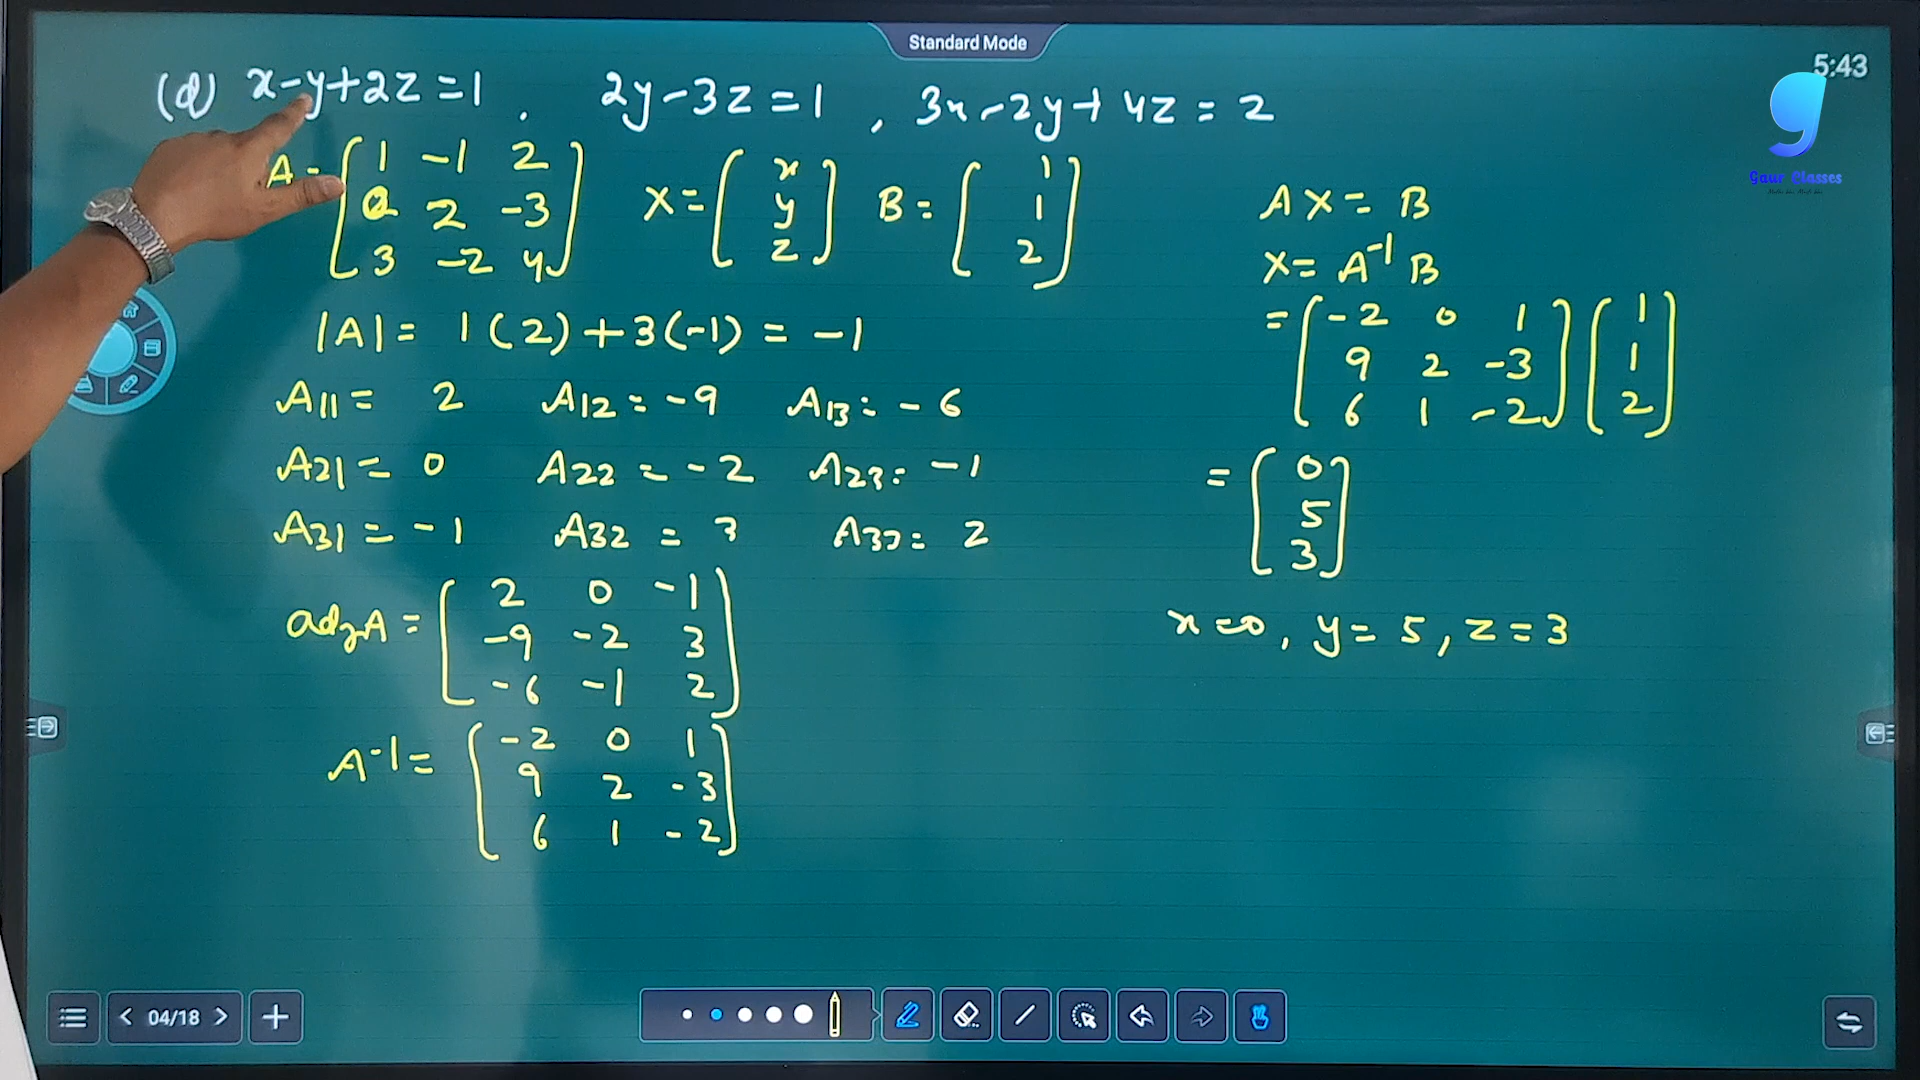 Standard Mode
5:43
(d) x-y+2z=1, 2y-3z=1, 3x-2y+4z=2
A = [1 -1 2
0 2 -3
3 -2 4]
X= [x
y
z]
B= [1
1
2]
|A| = 1(2)+3(-1) = -1
A11 = 2 A12 = -9 A13 = -6
A21 = 0 A22 = -2 A23 = -1
A31 = -1 A32 = 3 A33 = 2
adjA = [2 0 -1
-9 -2 3
-6 -1 2]
A^-1 = [-2 0 1
9 2 -3
6 1 -2]
AX = B
X = A^-1 B
= [-2 0 1
9 2 -3
6 1 -2] [1
1
2]
= [0
5
3]
x=0, y=5, z=3
g
Gaur Classes
< 04/18 > +